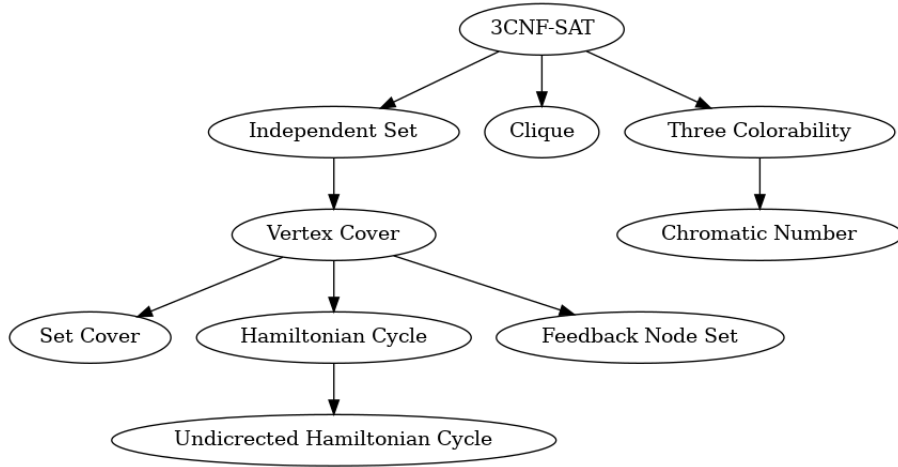 3CNF-SAT
Independent Set
Clique
Three Colorability
Vertex Cover
Chromatic Number
Set Cover
Hamiltonian Cycle
Feedback Node Set
Undicrected Hamiltonian Cycle